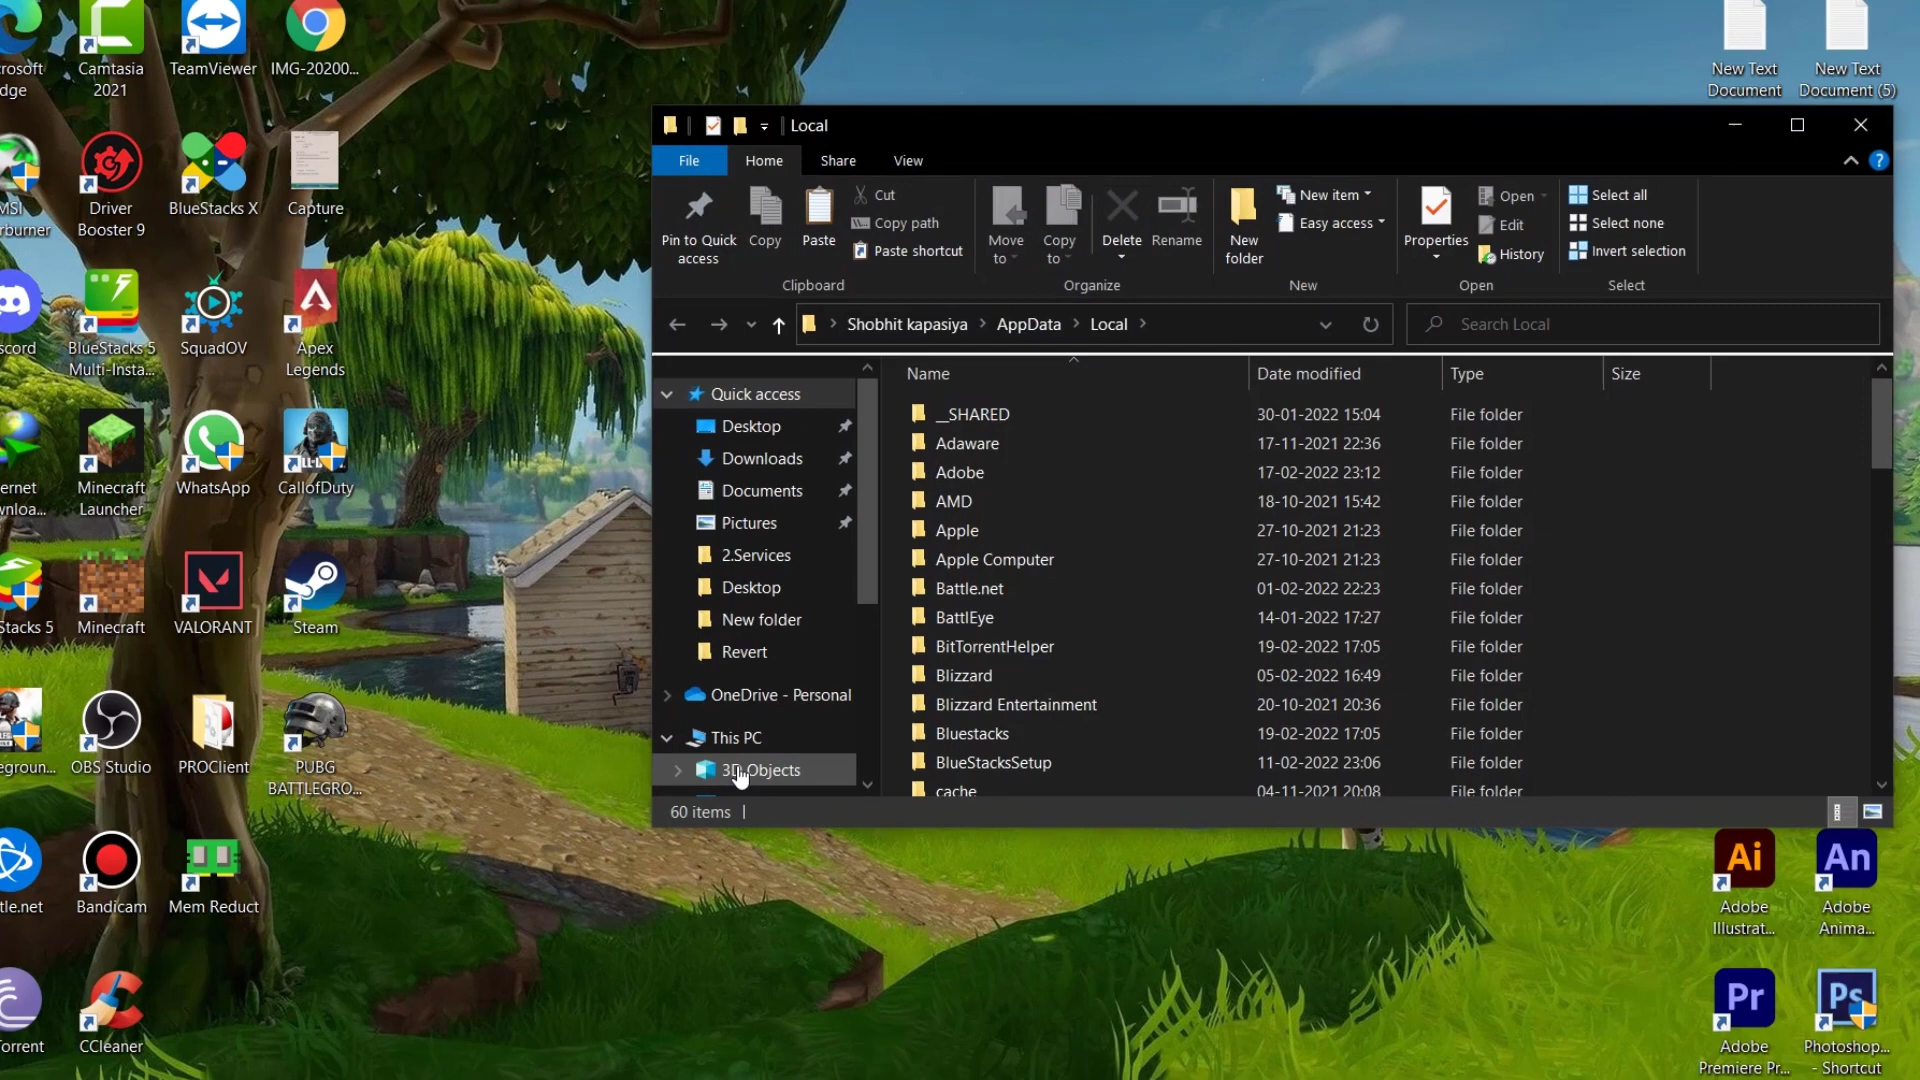 crosoft
dge
Camtasia
2021
TeamViewer
IMG-20200...
MSI
rburner
Driver
Booster 9
BlueStacks X
Capture
scord
BlueStacks 5
Multi-Insta...
SquadOV
Apex
Legends
ernet
wnloa...
Minecraft
Launcher
WhatsApp
CallofDuty
Stacks 5
Minecraft
VALORANT
Steam
egroun...
OBS Studio
PROClient
PUBG
BATTLEGRO...
tle.net
Bandicam
Mem Reduct
Torrent
CCleaner
New Text
Document
New Text
Document (5)
Local
File
Home
Share
View
Pin to Quick
access
Copy
Paste
Cut
Copy path
Paste shortcut
Clipboard
Move
to
Copy
to
Delete
Rename
Organize
New
folder
New item
Easy access
New
Properties
Open
Edit
History
Open
Select all
Select none
Invert selection
Select
Shobhit kapasiya > AppData > Local >
Search Local
Quick access
Desktop
Downloads
Documents
Pictures
2.Services
Desktop
New folder
Revert
OneDrive - Personal
This PC
3D Objects
Name Date modified Type Size
__SHARED 30-01-2022 15:04 File folder
Adaware 17-11-2021 22:36 File folder
Adobe 17-02-2022 23:12 File folder
AMD 18-10-2021 15:42 File folder
Apple 27-10-2021 21:23 File folder
Apple Computer 27-10-2021 21:23 File folder
Battle.net 01-02-2022 22:23 File folder
BattlEye 14-01-2022 17:27 File folder
BitTorrentHelper 19-02-2022 17:05 File folder
Blizzard 05-02-2022 16:49 File folder
Blizzard Entertainment 20-10-2021 20:36 File folder
Bluestacks 19-02-2022 17:05 File folder
BlueStacksSetup 11-02-2022 23:06 File folder
cache 04-11-2021 20:08 File folder
60 items
Ai
Adobe
Illustrat...
An
Adobe
Anima...
Pr
Adobe
Premiere Pr...
Ps
Photoshop...
- Shortcut